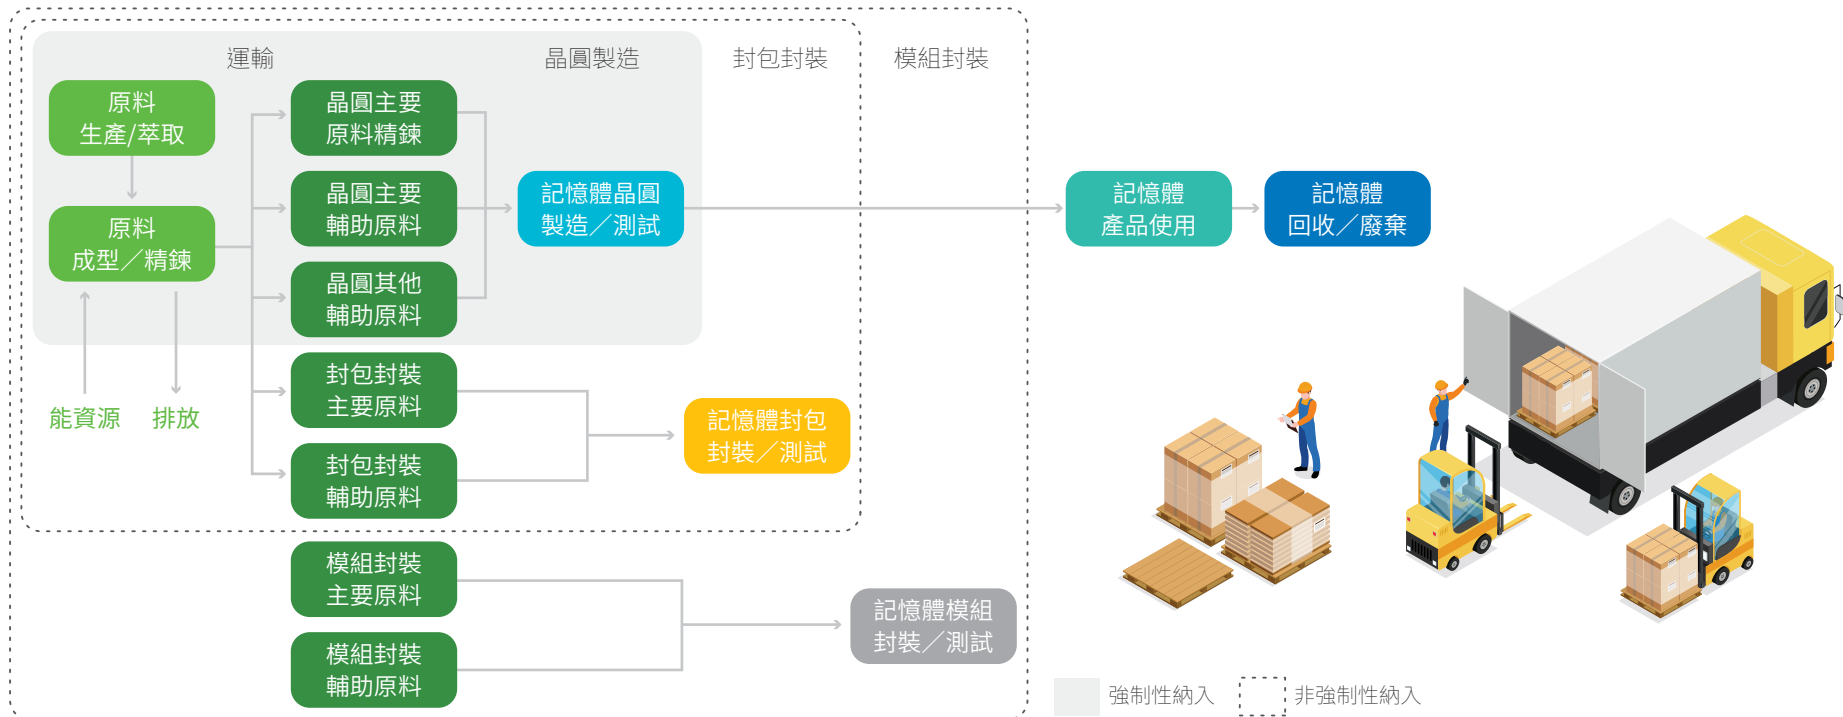 運輸
晶圓製造
封包封裝
模組封裝
原料
生產/萃取
原料
成型／精鍊
能資源
排放
晶圓主要
原料精鍊
晶圓主要
輔助原料
晶圓其他
輔助原料
封包封裝
主要原料
封包封裝
輔助原料
模組封裝
主要原料
模組封裝
輔助原料
記憶體晶圓
製造／測試
記憶體封包
封裝／測試
記憶體模組
封裝／測試
記憶體
產品使用
記憶體
回收／廢棄
強制性納入
非強制性納入